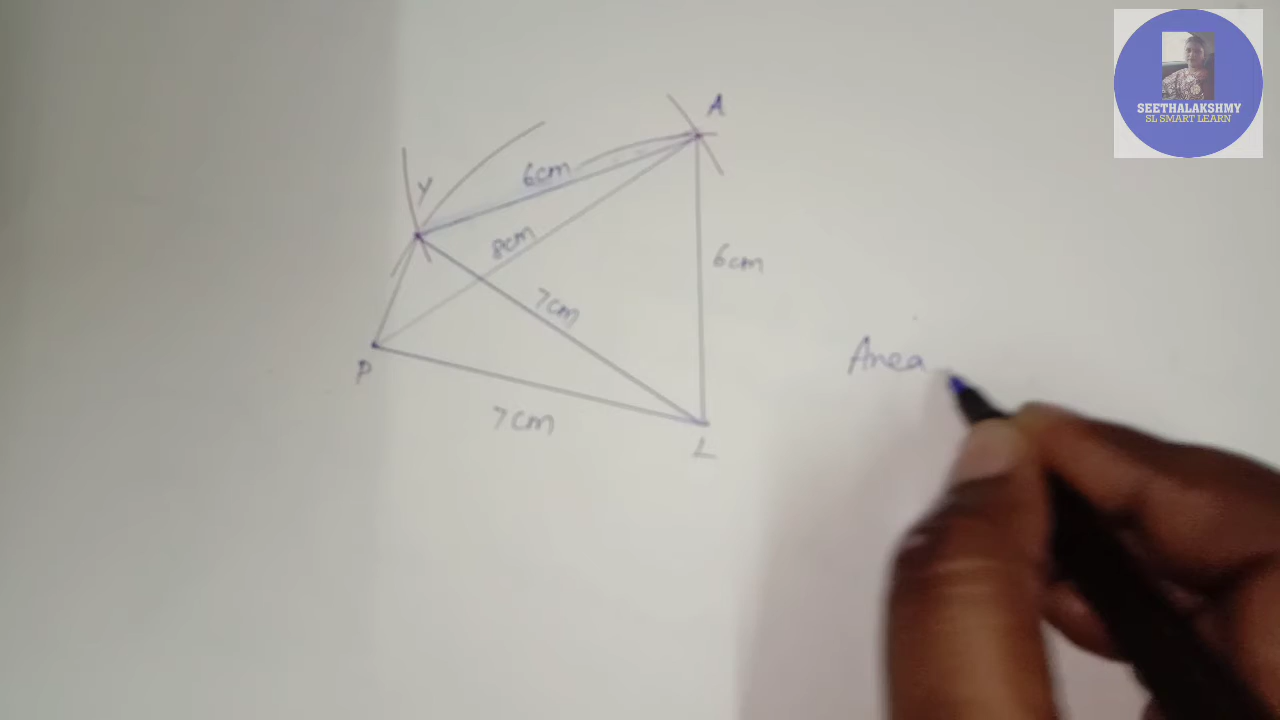 A
SEETHALAKSHMY
SL SMART LEARN
6cm
Y
8cm
6cm
7cm
Area
P
7cm
L